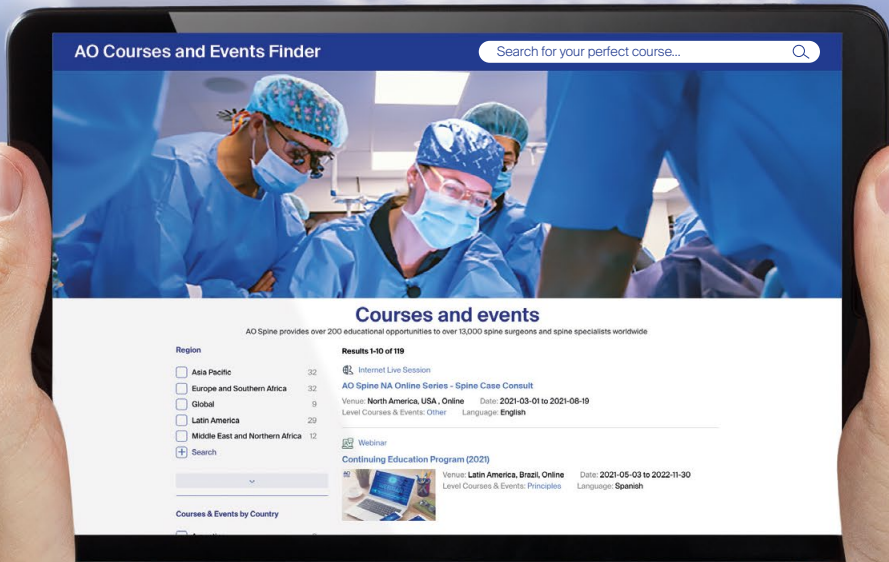 AO Courses and Events Finder
Search for your perfect course...
Courses and events
AO Spine provides over 200 educational opportunities to over 13,000 spine surgeons and spine specialists worldwide
Region
Asia Pacific 32
Europe and Southern Africa 32
Global 9
Latin America 29
Middle East and Northern Africa 12
Search
Courses & Events by Country
Results 1-10 of 119
Internet Live Session
AO Spine NA Online Series - Spine Case Consult
Venue: North America, USA , Online Date: 2021-03-01 to 2021-08-19
Level Courses & Events: Other Language: English
Webinar
Continuing Education Program (2021)
Venue: Latin America, Brazil, Online Date: 2021-05-03 to 2022-11-30
Level Courses & Events: Principles Language: Spanish